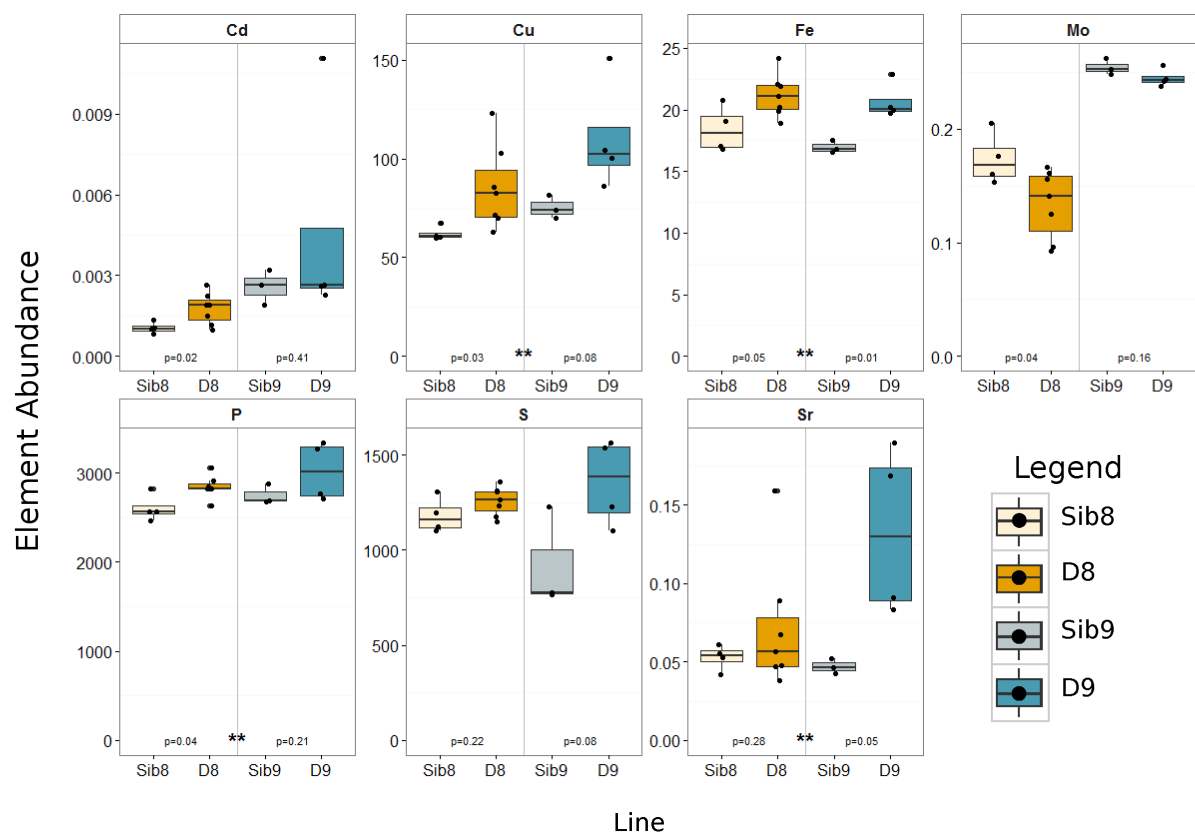 Cd Cu Fe Mo
0.009
0.006
0.003
0.000
150
100
50
0
25
20
15
10
5
0
0.2
0.1
0.0
p=0.02 p=0.41 p=0.03 ** p=0.08 p=0.05 ** p=0.01 p=0.04 p=0.16
Sib8 D8 Sib9 D9 Sib8 D8 Sib9 D9 Sib8 D8 Sib9 D9 Sib8 D8 Sib9 D9
Element Abundance
P S Sr
3000
2000
1000
0
1500
1000
500
0
0.15
0.10
0.05
0.00
p=0.04 ** p=0.21 p=0.22 p=0.08 p=0.28 ** p=0.05
Sib8 D8 Sib9 D9 Sib8 D8 Sib9 D9 Sib8 D8 Sib9 D9
Legend
Sib8
D8
Sib9
D9
Line